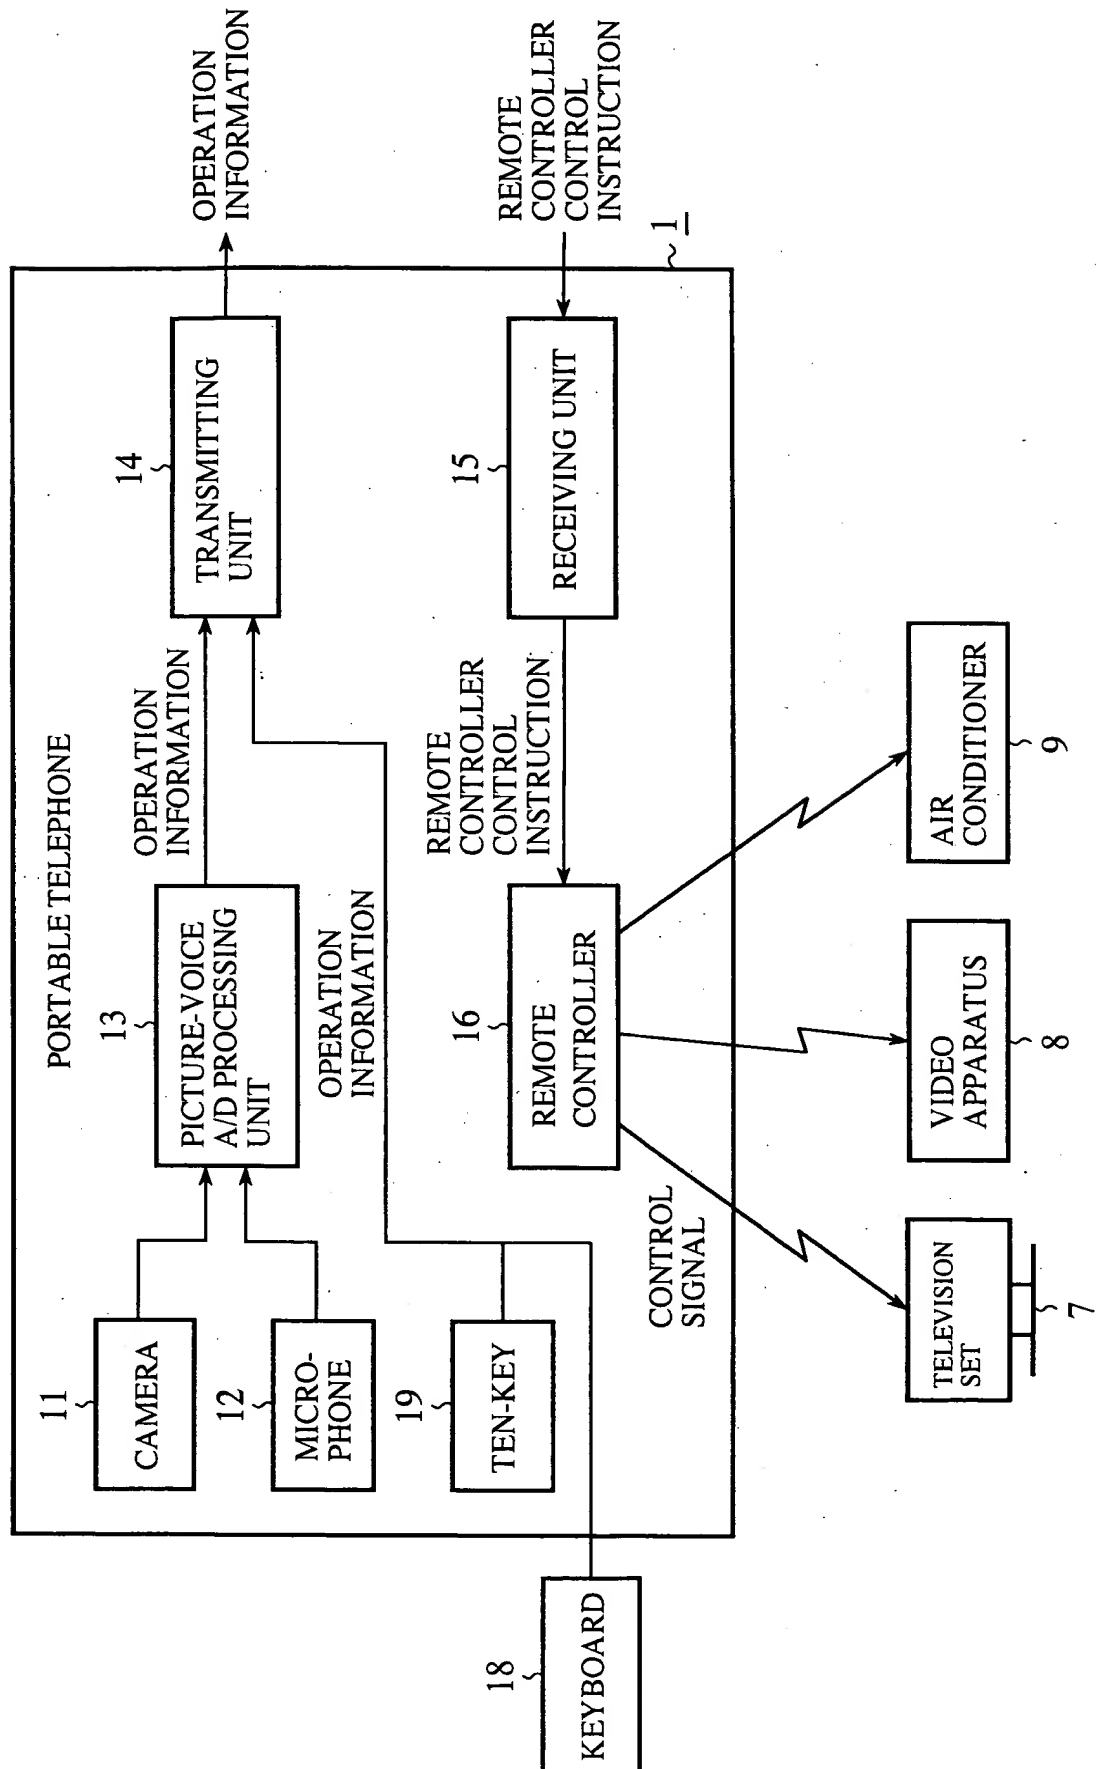 PORTABLE TELEPHONE
11
CAMERA
12
MICRO-
PHONE
19
TEN-KEY
18
KEYBOARD
13
PICTURE-VOICE
A/D PROCESSING
UNIT
OPERATION
INFORMATION
OPERATION
INFORMATION
14
TRANSMITTING
UNIT
OPERATION
INFORMATION
REMOTE
CONTROLLER
CONTROL
INSTRUCTION
1
15
RECEIVING UNIT
REMOTE
CONTROLLER
CONTROL
INSTRUCTION
16
REMOTE
CONTROLLER
CONTROL
SIGNAL
TELEVISION
SET
7
VIDEO
APPARATUS
8
AIR
CONDITIONER
9